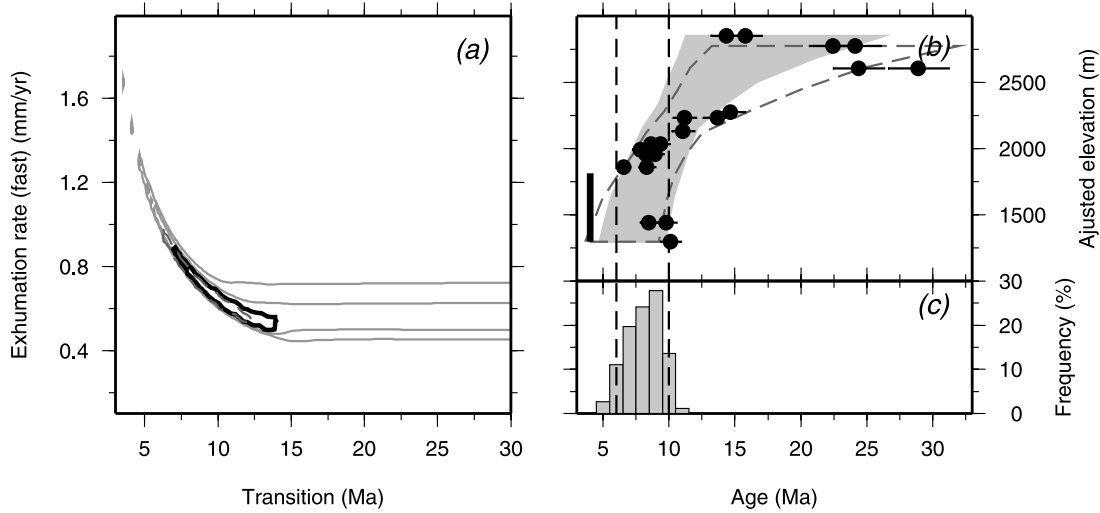 (a)
Exhumation rate (fast) (mm/yr)
1.6
1.2
0.8
0.4
5 10 15 20 25 30
Transition (Ma)
(b)
2500
2000
1500
Ajusted elevation (m)
(c)
30
20
10
0
Frequency (%)
5 10 15 20 25 30
Age (Ma)